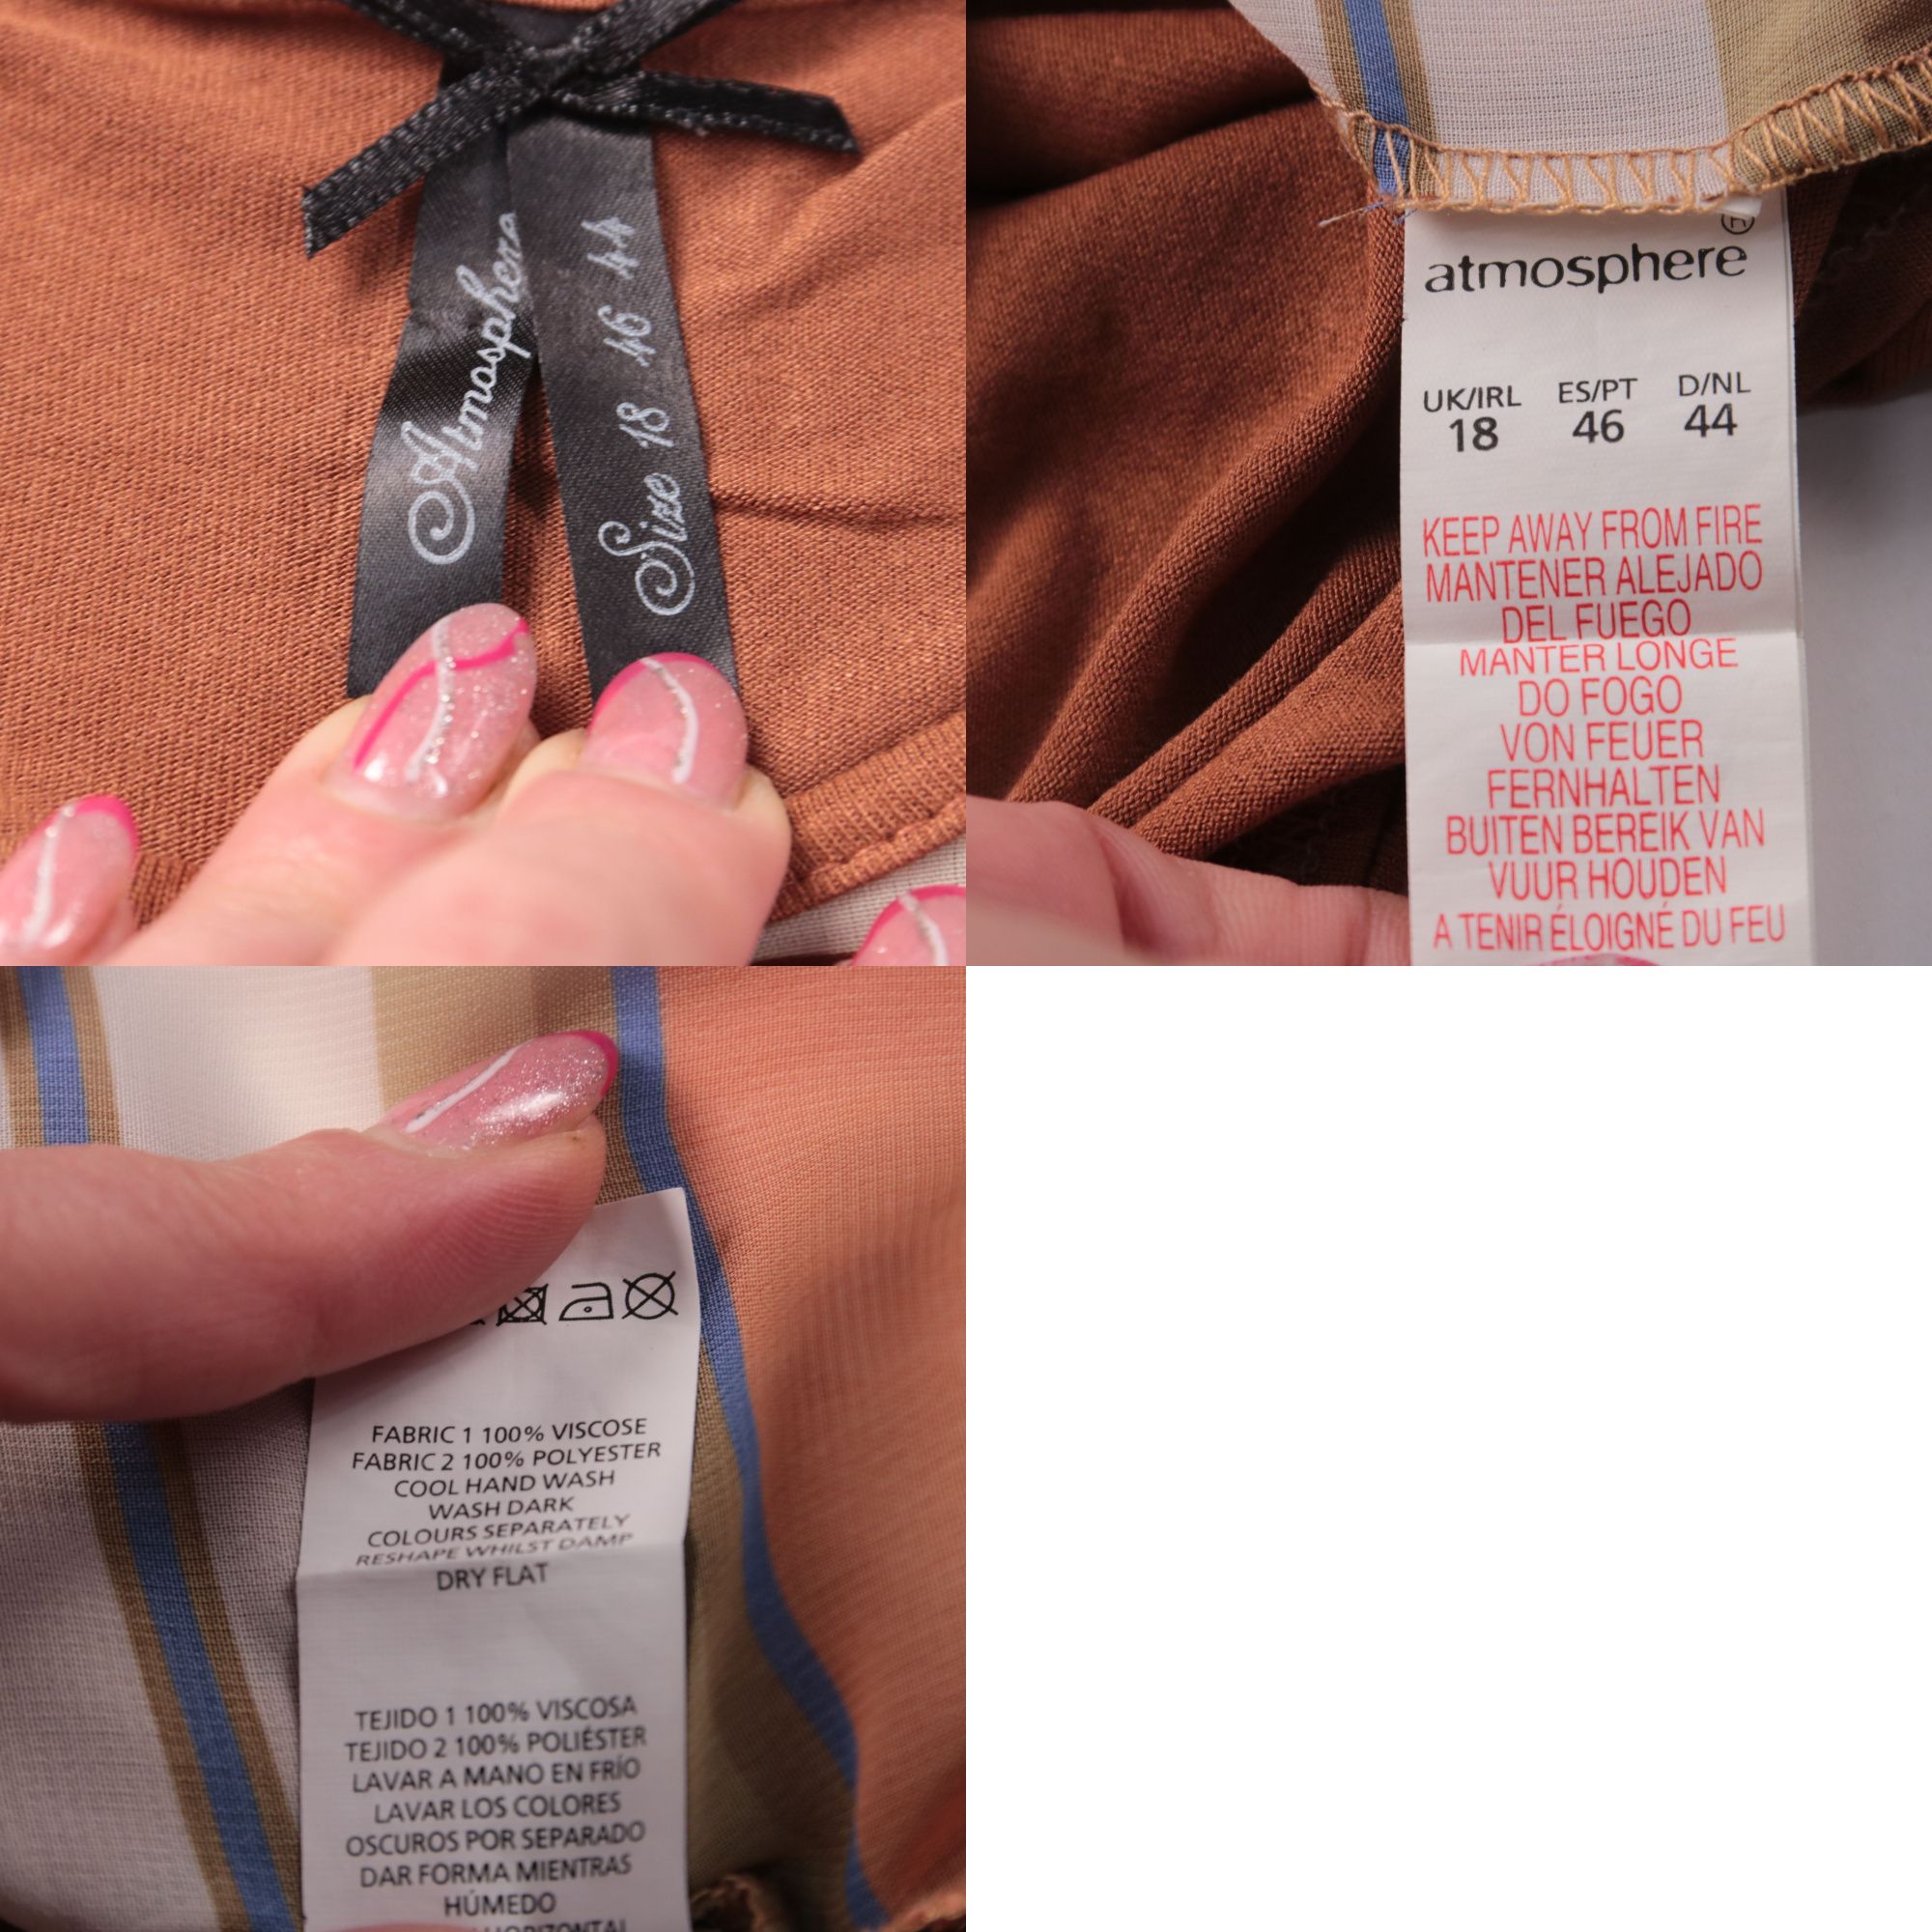 Atmosphere
Size 18 46 44
®
atmosphere
UK/IRL ES/PT D/NL
18 46 44
KEEP AWAY FROM FIRE
MANTENER ALEJADO
DEL FUEGO
MANTER LONGE
DO FOGO
VON FEUER
FERNHALTEN
BUITEN BEREIK VAN
VUUR HOUDEN
A TENIR ÉLOIGNÉ DU FEU
FABRIC 1 100% VISCOSE
FABRIC 2 100% POLYESTER
COOL HAND WASH
WASH DARK
COLOURS SEPARATELY
RESHAPE WHILST DAMP
DRY FLAT
TEJIDO 1 100% VISCOSA
TEJIDO 2 100% POLIÉSTER
LAVAR A MANO EN FRÍO
LAVAR LOS COLORES
OSCUROS POR SEPARADO
DAR FORMA MIENTRAS
HÚMEDO
HORIZONTAL